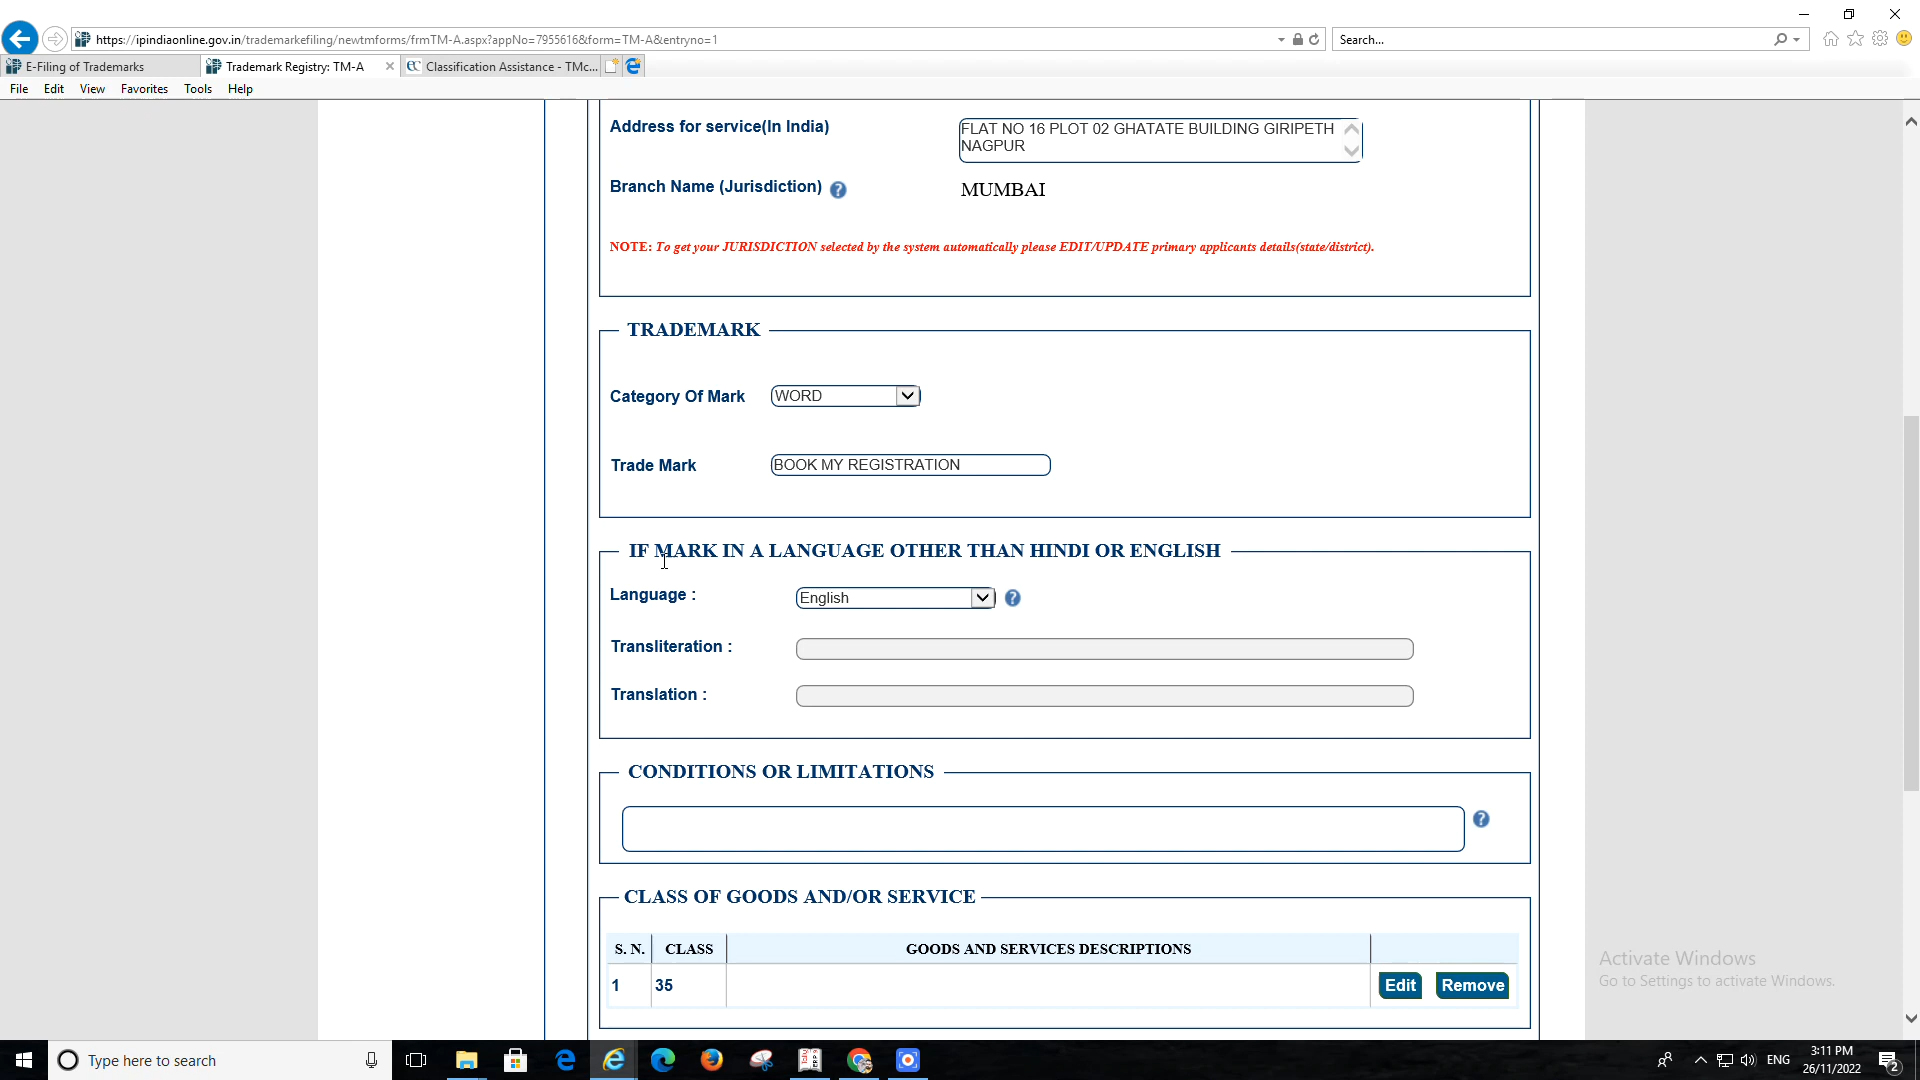 https://ipindiaonline.gov.in/trademarkefiling/newtmforms/frmTM-A.aspx?appNo=7955616&form=TM-A&entryno=1
Search...
E-Filing of Trademarks
Trademark Registry: TM-A
Classification Assistance - TMc...
File Edit View Favorites Tools Help
Address for service(In India)
FLAT NO 16 PLOT 02 GHATATE BUILDING GIRIPETH
NAGPUR
Branch Name (Jurisdiction)
MUMBAI
NOTE: To get your JURISDICTION selected by the system automatically please EDIT/UPDATE primary applicants details(state/district).
TRADEMARK
Category Of Mark
WORD
Trade Mark
BOOK MY REGISTRATION
IF MARK IN A LANGUAGE OTHER THAN HINDI OR ENGLISH
Language :
English
Transliteration :
Translation :
CONDITIONS OR LIMITATIONS
CLASS OF GOODS AND/OR SERVICE
S. N. CLASS GOODS AND SERVICES DESCRIPTIONS
1 35 Edit Remove
Activate Windows
Go to Settings to activate Windows.
Type here to search
ENG
3:11 PM
26/11/2022
2